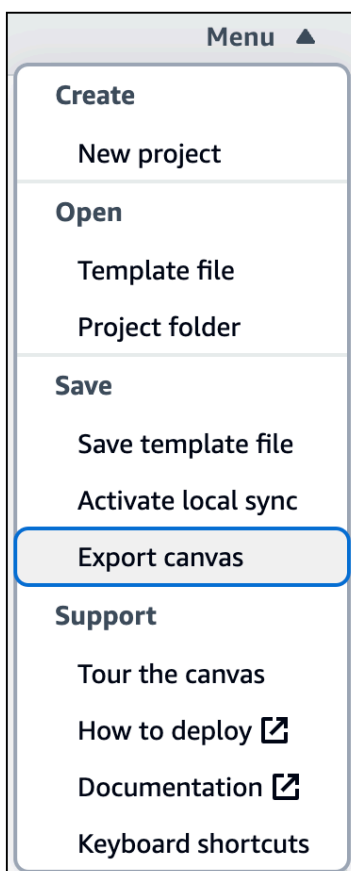 Menu
Create
New project
Open
Template file
Project folder
Save
Save template file
Activate local sync
Export canvas
Support
Tour the canvas
How to deploy
Documentation
Keyboard shortcuts